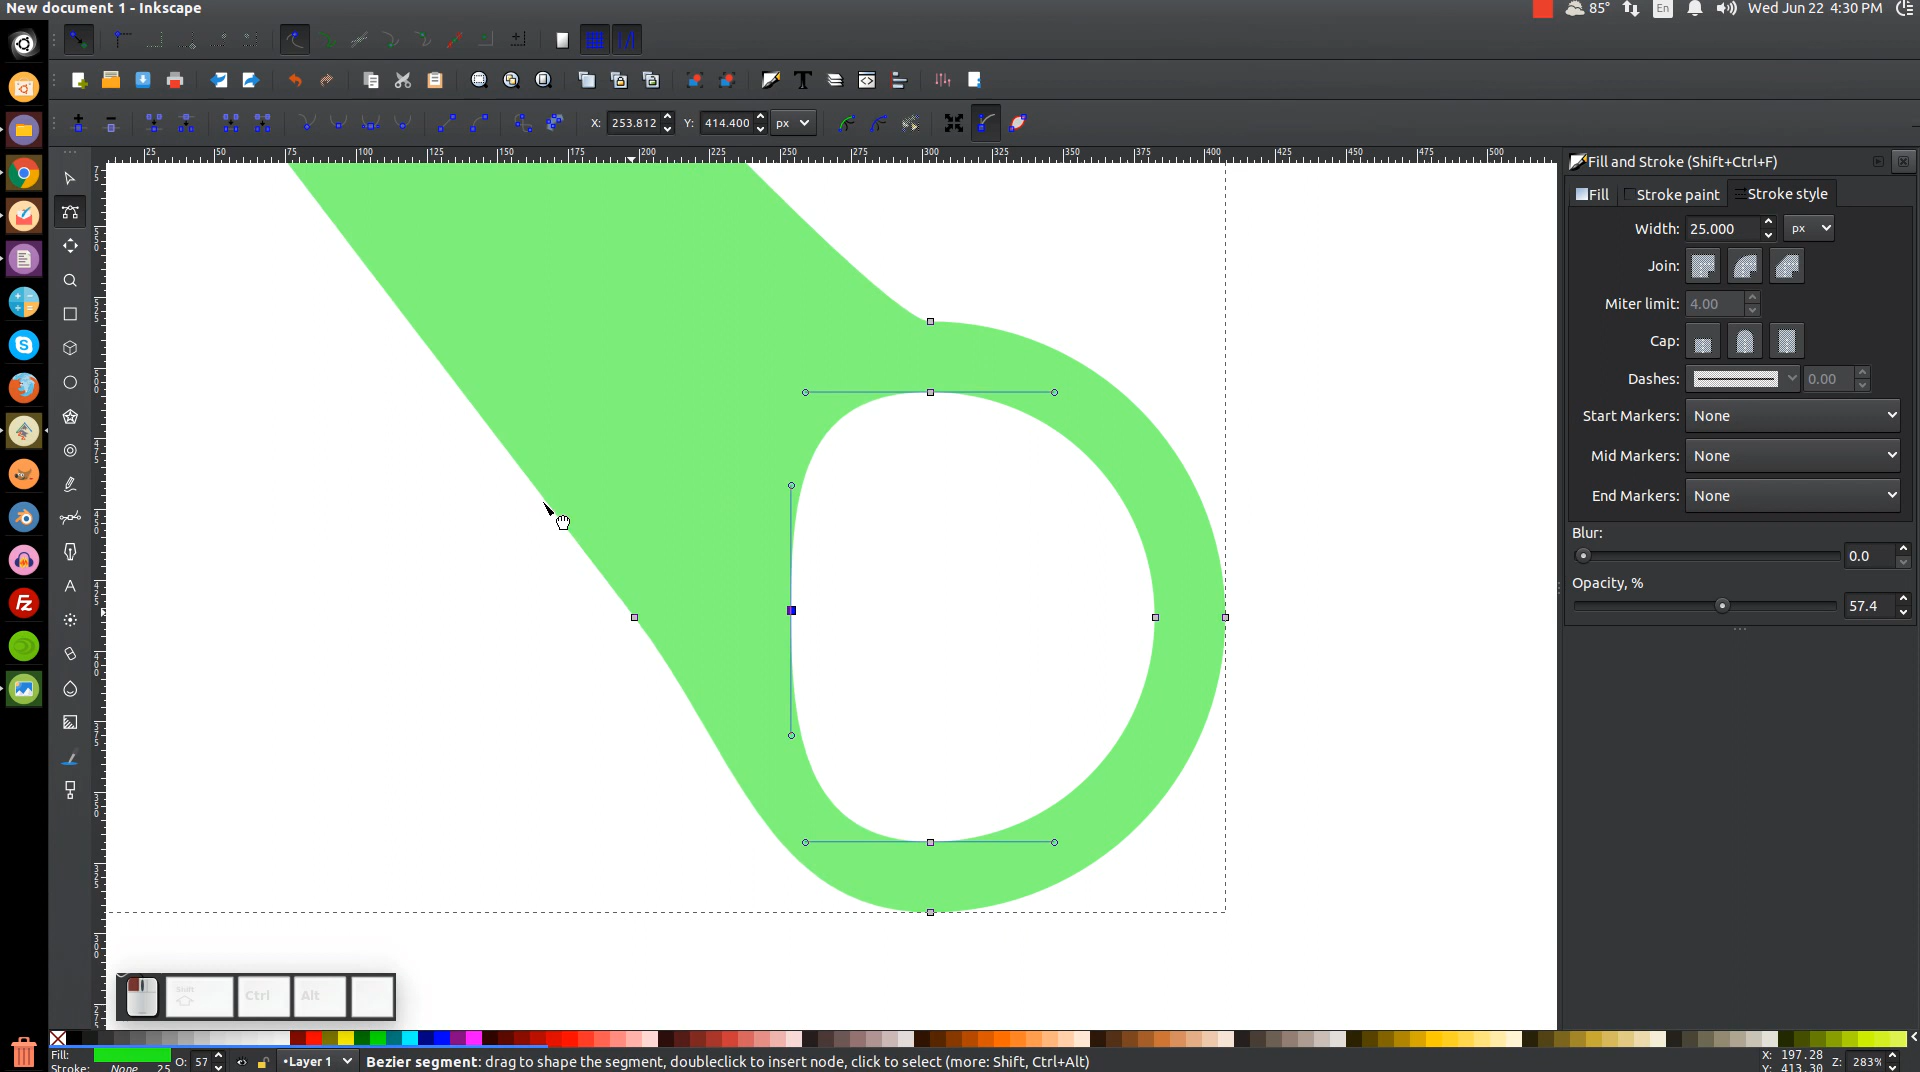 New document 1 - Inkscape
85° En Wed Jun 22 4:30 PM
X: 253.812 Y: 414.400 px
25 50 75 100 125 150 175 200 225 250 275 300 325 350 375 400 425 450 475 500
Fill and Stroke (Shift+Ctrl+F)
Fill Stroke paint Stroke style
Width: 25.000 px
Join:
Miter limit: 4.00
Cap:
Dashes: 0.00
Start Markers: None
Mid Markers: None
End Markers: None
Blur:
0.0
Opacity, %
57.4
Shift Ctrl Alt
Fill: O: 57 Layer 1 Bezier segment: drag to shape the segment, doubleclick to insert node, click to select (more: Shift, Ctrl+Alt) X: 197.28 Z: 283%
Stroke: None 25 Y: 413.30